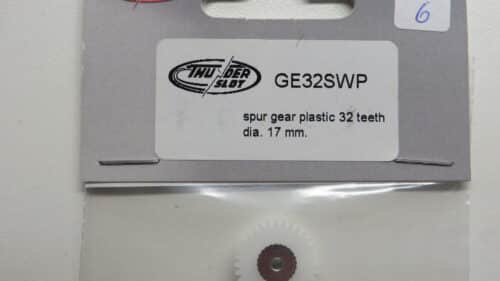 6
THUNDER
SLOT
GE32SWP
spur gear plastic 32 teeth
dia. 17 mm.